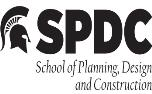 SPDC
School of Planning, Design
and Construction